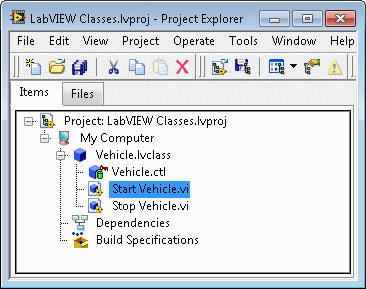 LabVIEW Classes.lvproj - Project Explorer
File Edit View Project Operate Tools Window Help
Items Files
Project: LabVIEW Classes.lvproj
My Computer
Vehicle.lvclass
Vehicle.ctl
Start Vehicle.vi
Stop Vehicle.vi
Dependencies
Build Specifications